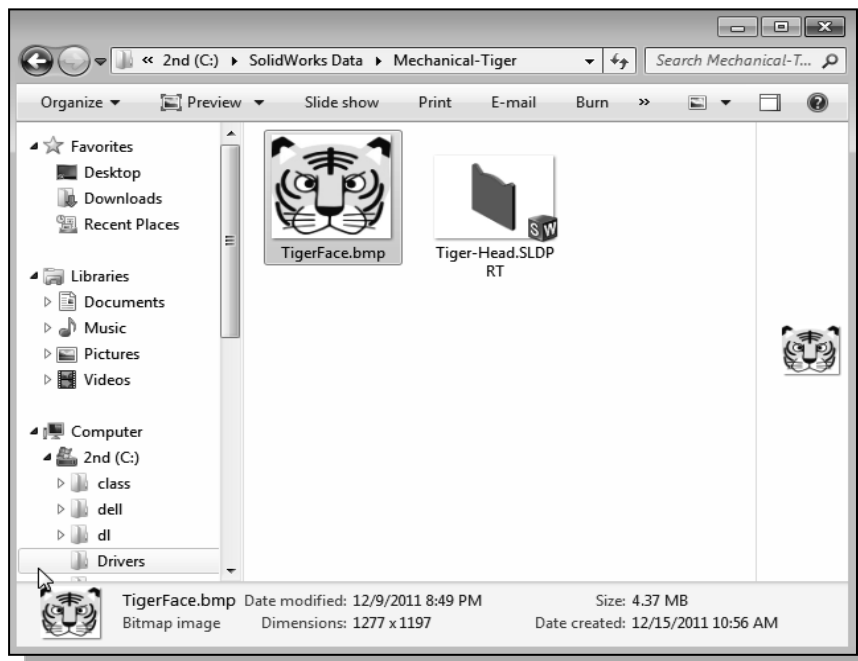 « 2nd (C:) ▸ SolidWorks Data ▸ Mechanical-Tiger
Search Mechanical-T...
Organize Preview Slide show Print E-mail Burn »
Favorites
Desktop
Downloads
Recent Places
Libraries
Documents
Music
Pictures
Videos
Computer
2nd (C:)
class
dell
dl
Drivers
TigerFace.bmp
Tiger-Head.SLDP
RT
SW
TigerFace.bmp Date modified: 12/9/2011 8:49 PM Size: 4.37 MB
Bitmap image Dimensions: 1277 x 1197 Date created: 12/15/2011 10:56 AM